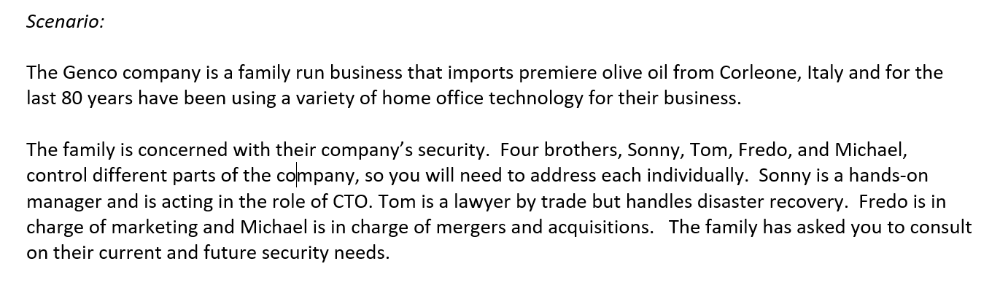 Scenario:
The Genco company is a family run business that imports premiere olive oil from Corleone, Italy and for the
last 80 years have been using a variety of home office technology for their business.
The family is concerned with their company’s security.  Four brothers, Sonny, Tom, Fredo, and Michael,
control different parts of the company, so you will need to address each individually.  Sonny is a hands-on
manager and is acting in the role of CTO. Tom is a lawyer by trade but handles disaster recovery.  Fredo is in
charge of marketing and Michael is in charge of mergers and acquisitions.   The family has asked you to consult
on their current and future security needs.